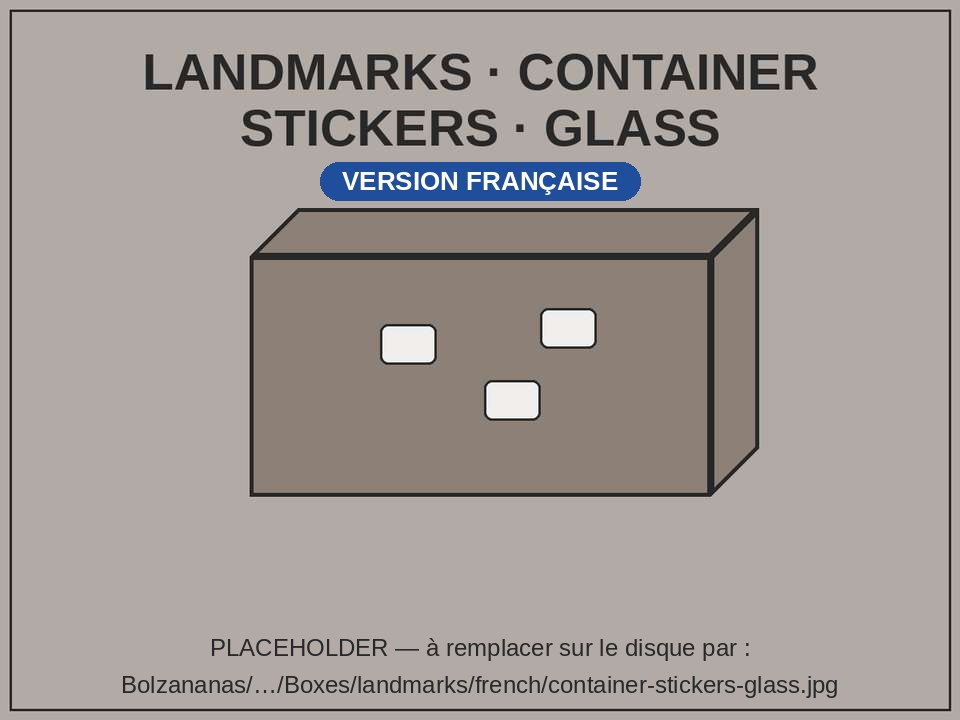 LANDMARKS · CONTAINER
STICKERS · GLASS
VERSION FRANÇAISE
PLACEHOLDER — à remplacer sur le disque par :
Bolzananas/…/Boxes/landmarks/french/container-stickers-glass.jpg